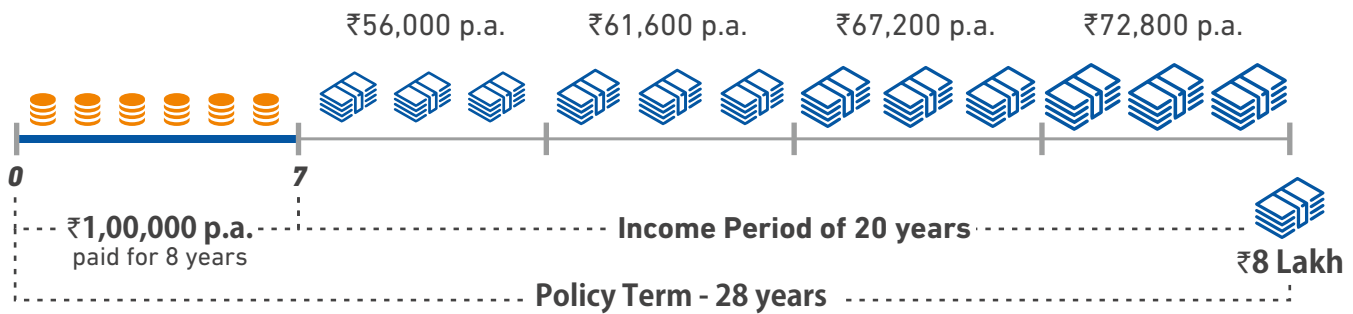 ₹56,000 p.a. ₹61,600 p.a. ₹67,200 p.a. ₹72,800 p.a.
0 7
₹1,00,000 p.a. Income Period of 20 years
paid for 8 years
₹8 Lakh
Policy Term - 28 years